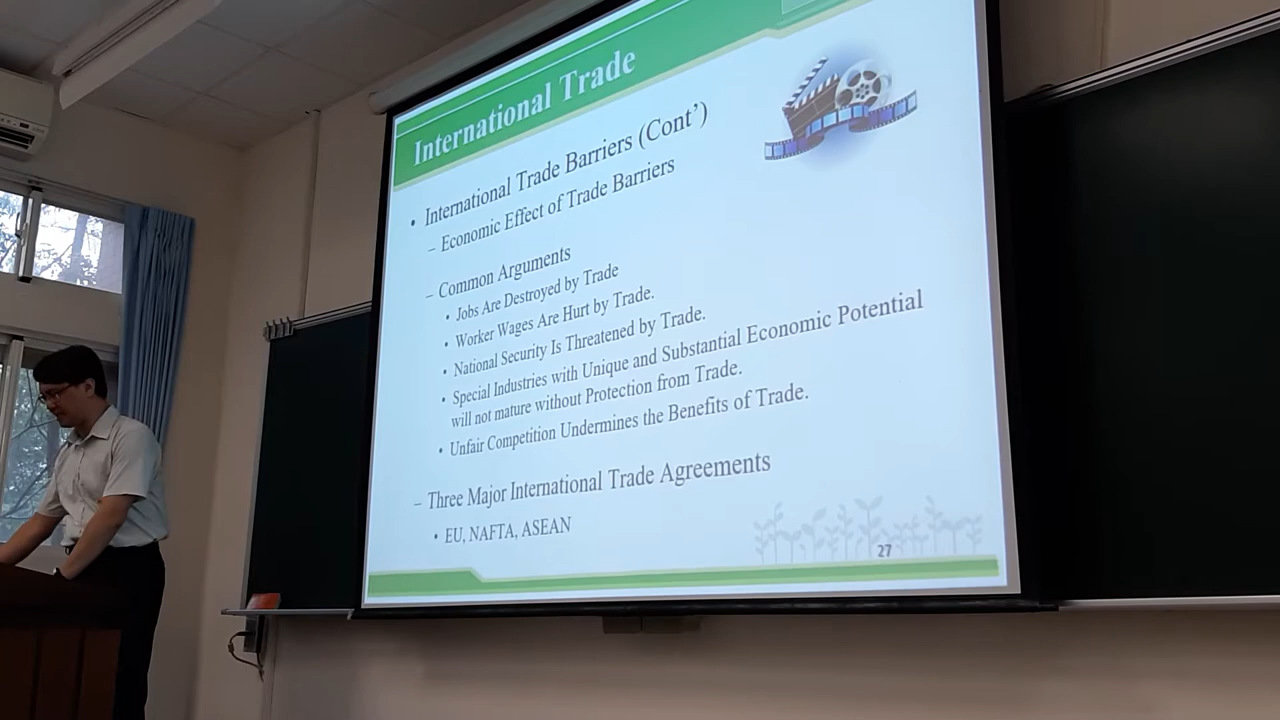 International Trade
• International Trade Barriers (Cont’)
– Economic Effect of Trade Barriers
– Common Arguments
• Jobs Are Destroyed by Trade
• Worker Wages Are Hurt by Trade.
• National Security Is Threatened by Trade.
• Special Industries with Unique and Substantial Economic Potential
will not mature without Protection from Trade.
• Unfair Competition Undermines the Benefits of Trade.
– Three Major International Trade Agreements
• EU, NAFTA, ASEAN
27